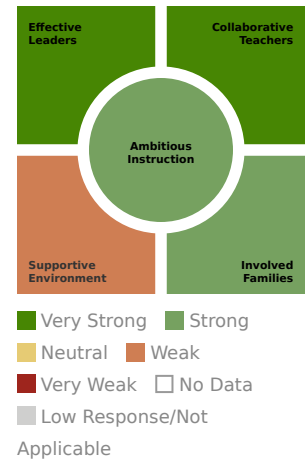 Effective
Leaders
Collaborative
Teachers
Ambitious
Instruction
Supportive
Environment
Involved
Families
Very Strong Strong
Neutral Weak
Very Weak No Data
Low Response/Not
Applicable